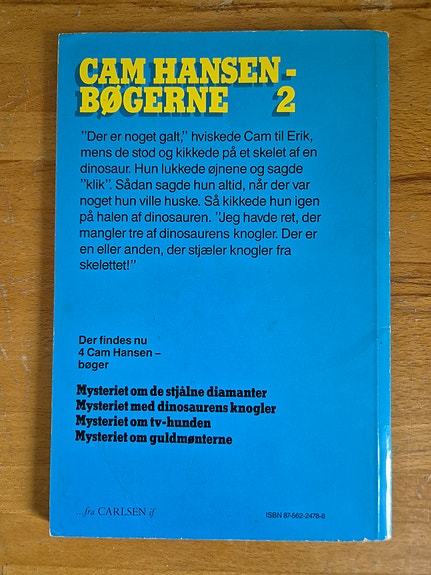 CAM HANSEN-
BØGERNE 2
"Der er noget galt," hviskede Cam til Erik,
mens de stod og kikkede på et skelet af en
dinosaur. Hun lukkede øjnene og sagde
"klik". Sådan sagde hun altid, når der var
noget hun ville huske. Så kikkede hun igen
på halen af dinosauren. "Jeg havde ret, der
mangler tre af dinosaurens knogler. Der er
en eller anden, der stjæler knogler fra
skelettet!"
Der findes nu
4 Cam Hansen –
bøger
Mysteriet om de stjålne diamanter
Mysteriet med dinosaurens knogler
Mysteriet om tv-hunden
Mysteriet om guldmønterne
...fra CARLSEN if
ISBN 87-562-2478-8